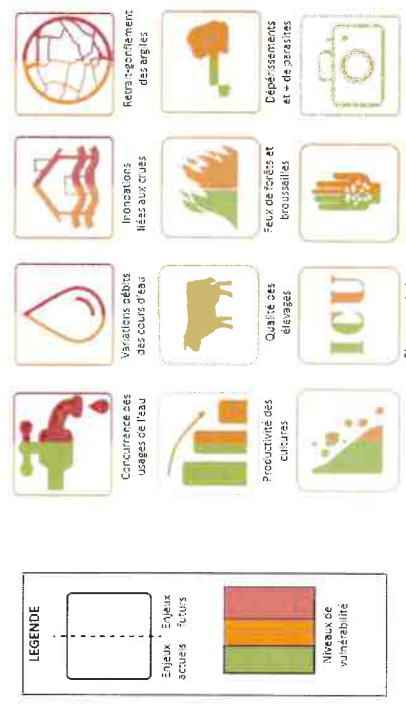 LEGENDE
Enjeux actuels
Enjeux futurs
Niveaux de
vulnérabilité
Concurrence des
usages de l'eau
Variations débits
des cours d'eau
Inondations
liées aux crues
Retrait-gonflement
des argiles
Productivité des
cultures
Qualité des
élevages
Feux de forêts et
broussailles
Dépérissements
et + de parasites
ICU